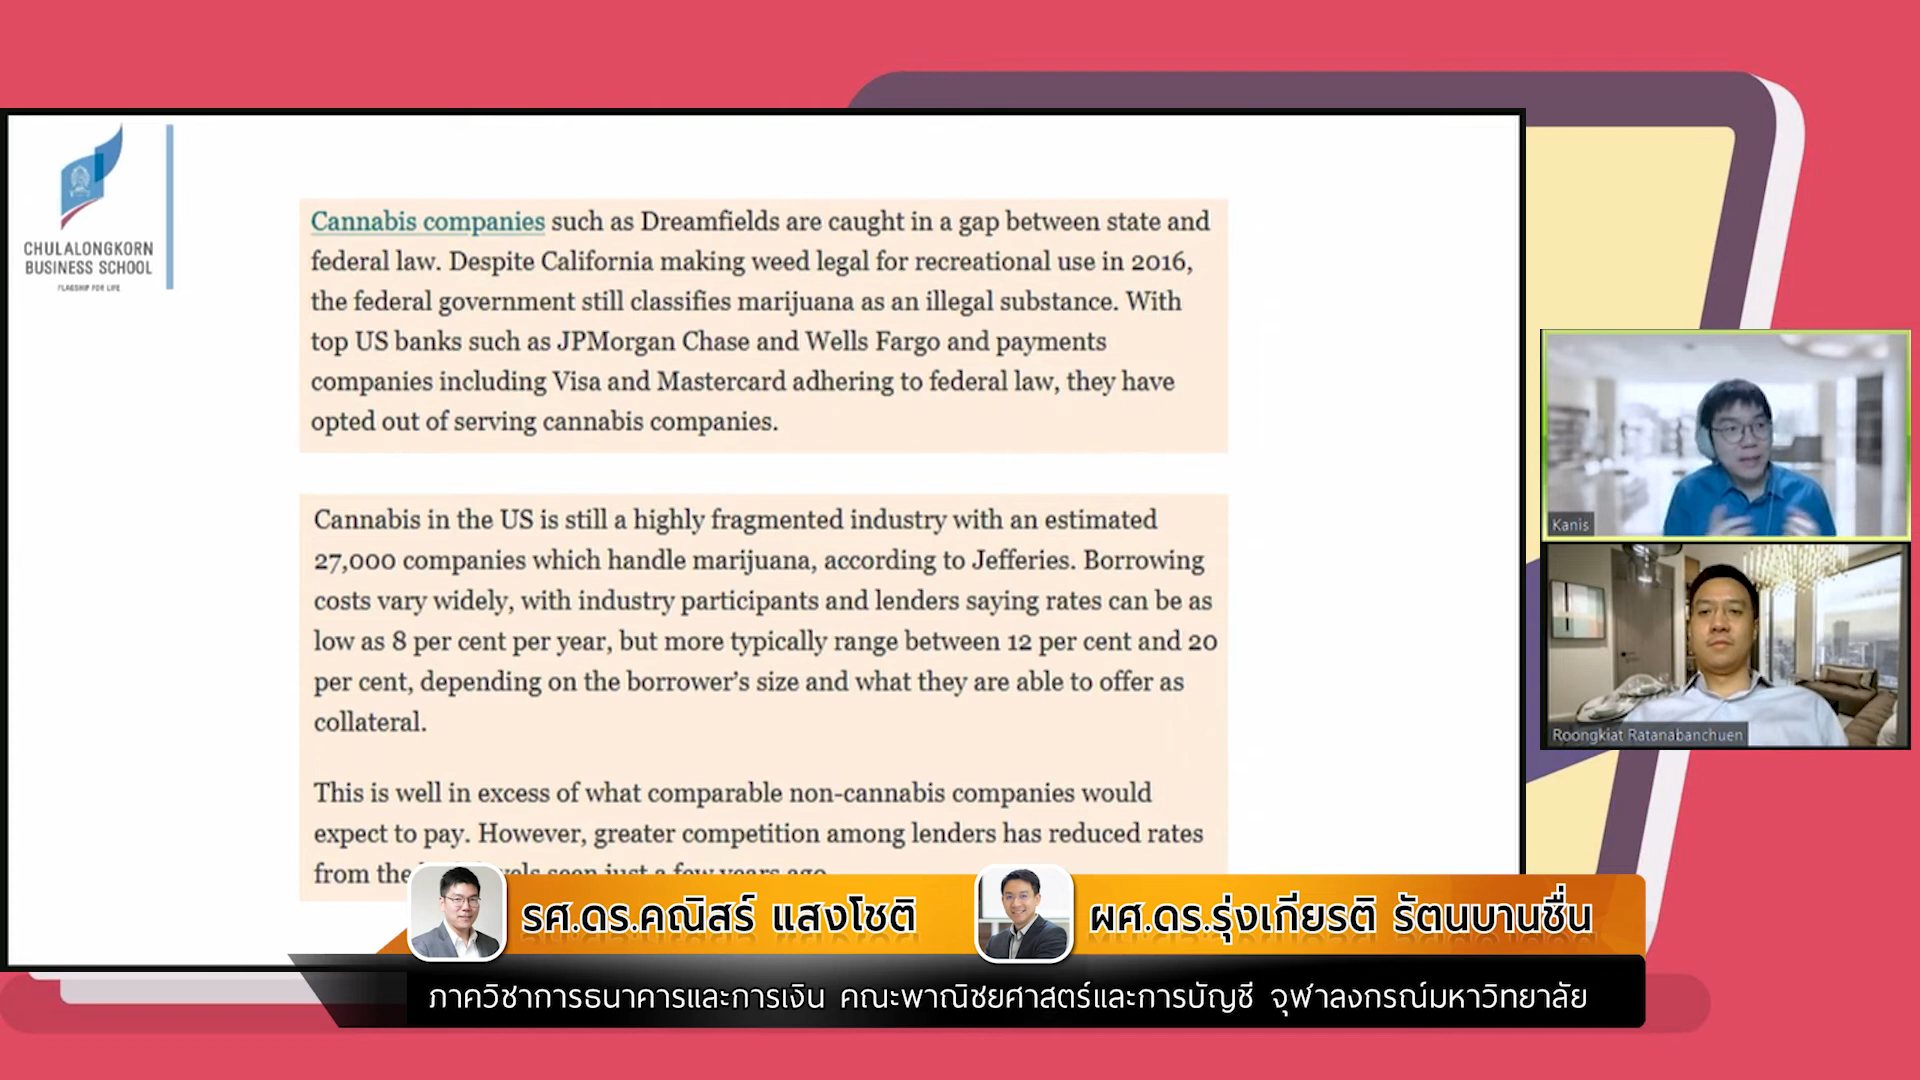 CHULALONGKORN
BUSINESS SCHOOL
FLAGSHIP FOR LIFE
Cannabis companies such as Dreamfields are caught in a gap between state and
federal law. Despite California making weed legal for recreational use in 2016,
the federal government still classifies marijuana as an illegal substance. With
top US banks such as JPMorgan Chase and Wells Fargo and payments
companies including Visa and Mastercard adhering to federal law, they have
opted out of serving cannabis companies.
Cannabis in the US is still a highly fragmented industry with an estimated
27,000 companies which handle marijuana, according to Jefferies. Borrowing
costs vary widely, with industry participants and lenders saying rates can be as
low as 8 per cent per year, but more typically range between 12 per cent and 20
per cent, depending on the borrower's size and what they are able to offer as
collateral.
This is well in excess of what comparable non-cannabis companies would
expect to pay. However, greater competition among lenders has reduced rates
from the seen just a few years ago
Kanis
Roongkiat Ratanabanchuen
รศ.ดร.คณิสร์ แสงโชติ
ผศ.ดร.รุ่งเกียรติ รัตนบานชื่น
ภาควิชาการธนาคารและการเงิน คณะพาณิชยศาสตร์และการบัญชี จุฬาลงกรณ์มหาวิทยาลัย